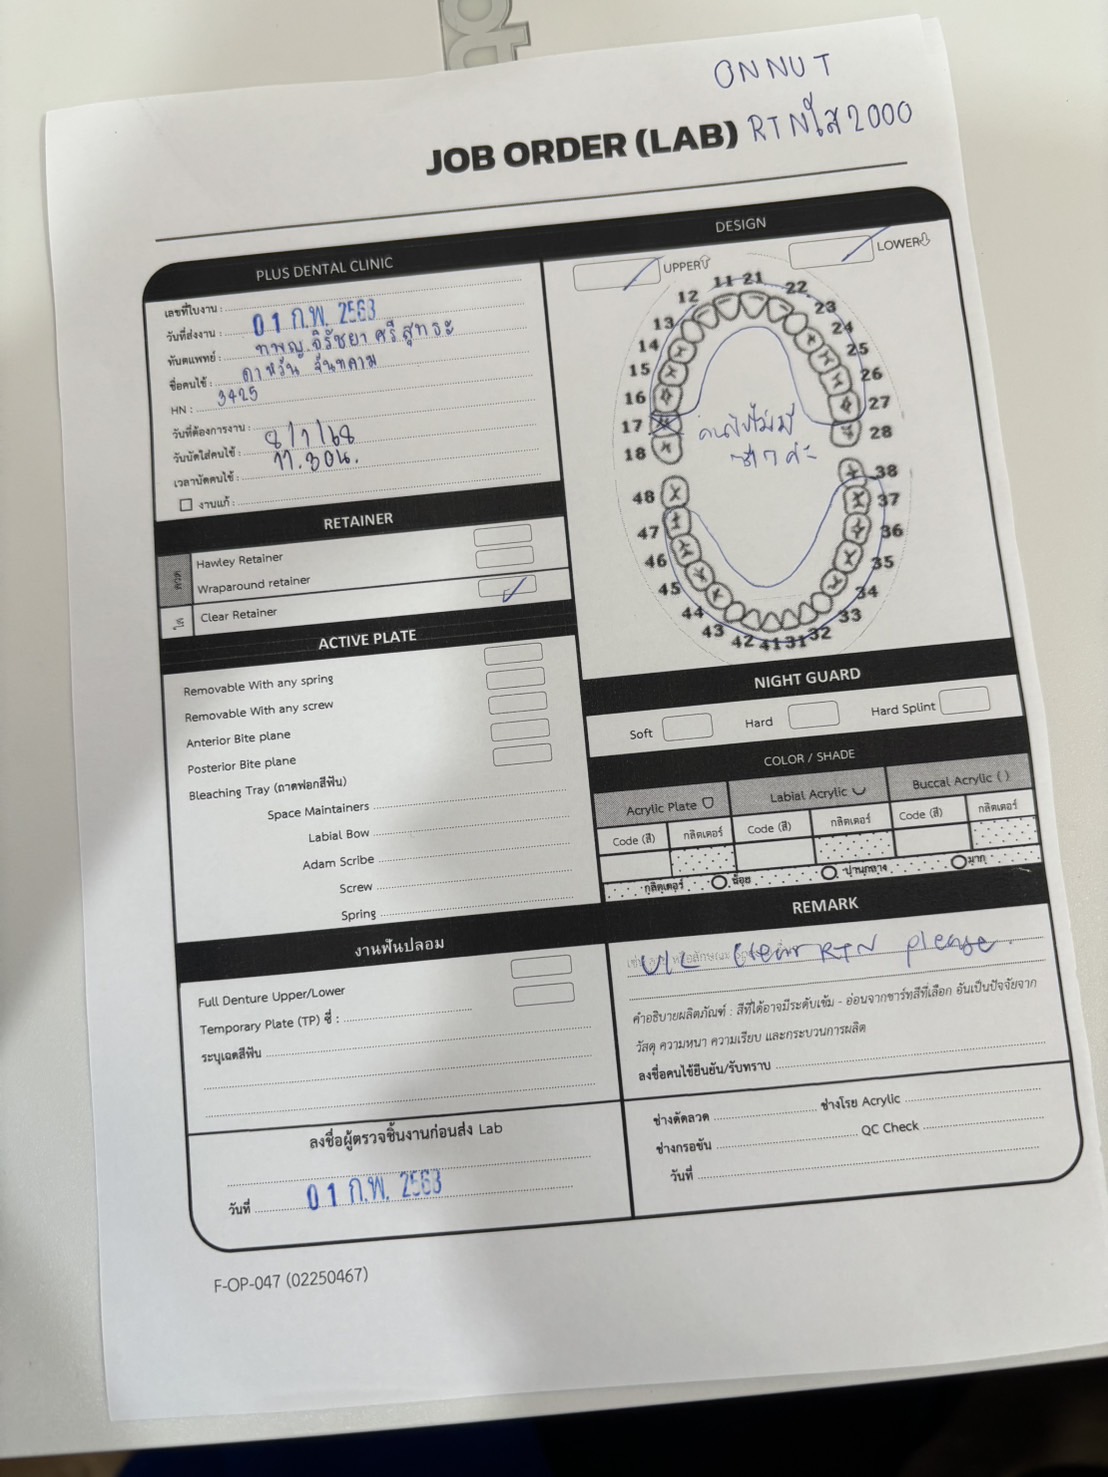 ONNUT
JOB ORDER (LAB) RTNใส 2000
PLUS DENTAL CLINIC
เลขที่ใบงาน :
วันที่ส่งงาน : 01 ก.พ. 2563
ทันตแพทย์ : ทพญ.จิรัชยา ศรีสุทธะ
ชื่อคนไข้ : ดาหวัน จันทคาม
HN : 3425
วันที่ต้องการงาน :
วันนัดใส่คนไข้ : 8/1/68
เวลานัดคนไข้ : 11.30น.
งานแก้ :
DESIGN
UPPER
LOWER
11 21
12 22
13 23
14 24
15 25
16 26
17 27
18 28
48 38
47 37
46 36
45 35
44 34
43 33
42 41 31 32
คนไข้ไม่มี
ซี่17 ค่ะ
RETAINER
ลวด
Hawley Retainer
Wraparound retainer
ใส
Clear Retainer
ACTIVE PLATE
Removable With any spring
Removable With any screw
Anterior Bite plane
Posterior Bite plane
Bleaching Tray (ถาดฟอกสีฟัน)
Space Maintainers
Labial Bow
Adam Scribe
Screw
Spring
NIGHT GUARD
Soft Hard Hard Splint
COLOR / SHADE
Acrylic Plate Labial Acrylic Buccal Acrylic ( )
Code (สี) กลิตเตอร์ Code (สี) กลิตเตอร์ Code (สี) กลิตเตอร์
กลิตเตอร์ น้อย ปานกลาง มาก
งานฟันปลอม
Full Denture Upper/Lower
Temporary Plate (TP) ซี่ :
ระบุเฉดสีฟัน
REMARK
U/L Clear RTN please.
คำอธิบายผลิตภัณฑ์ : สีที่ได้อาจมีระดับเข้ม - อ่อนจากชาร์ทสีที่เลือก อันเป็นปัจจัยจาก
วัสดุ ความหนา ความเรียบ และกระบวนการผลิต
ลงชื่อคนไข้ยืนยัน/รับทราบ
ลงชื่อผู้ตรวจชิ้นงานก่อนส่ง Lab
วันที่ 01 ก.พ. 2563
ช่างดัดลวด ช่างโรย Acrylic
ช่างกรอขัน QC Check
วันที่
F-OP-047 (02250467)